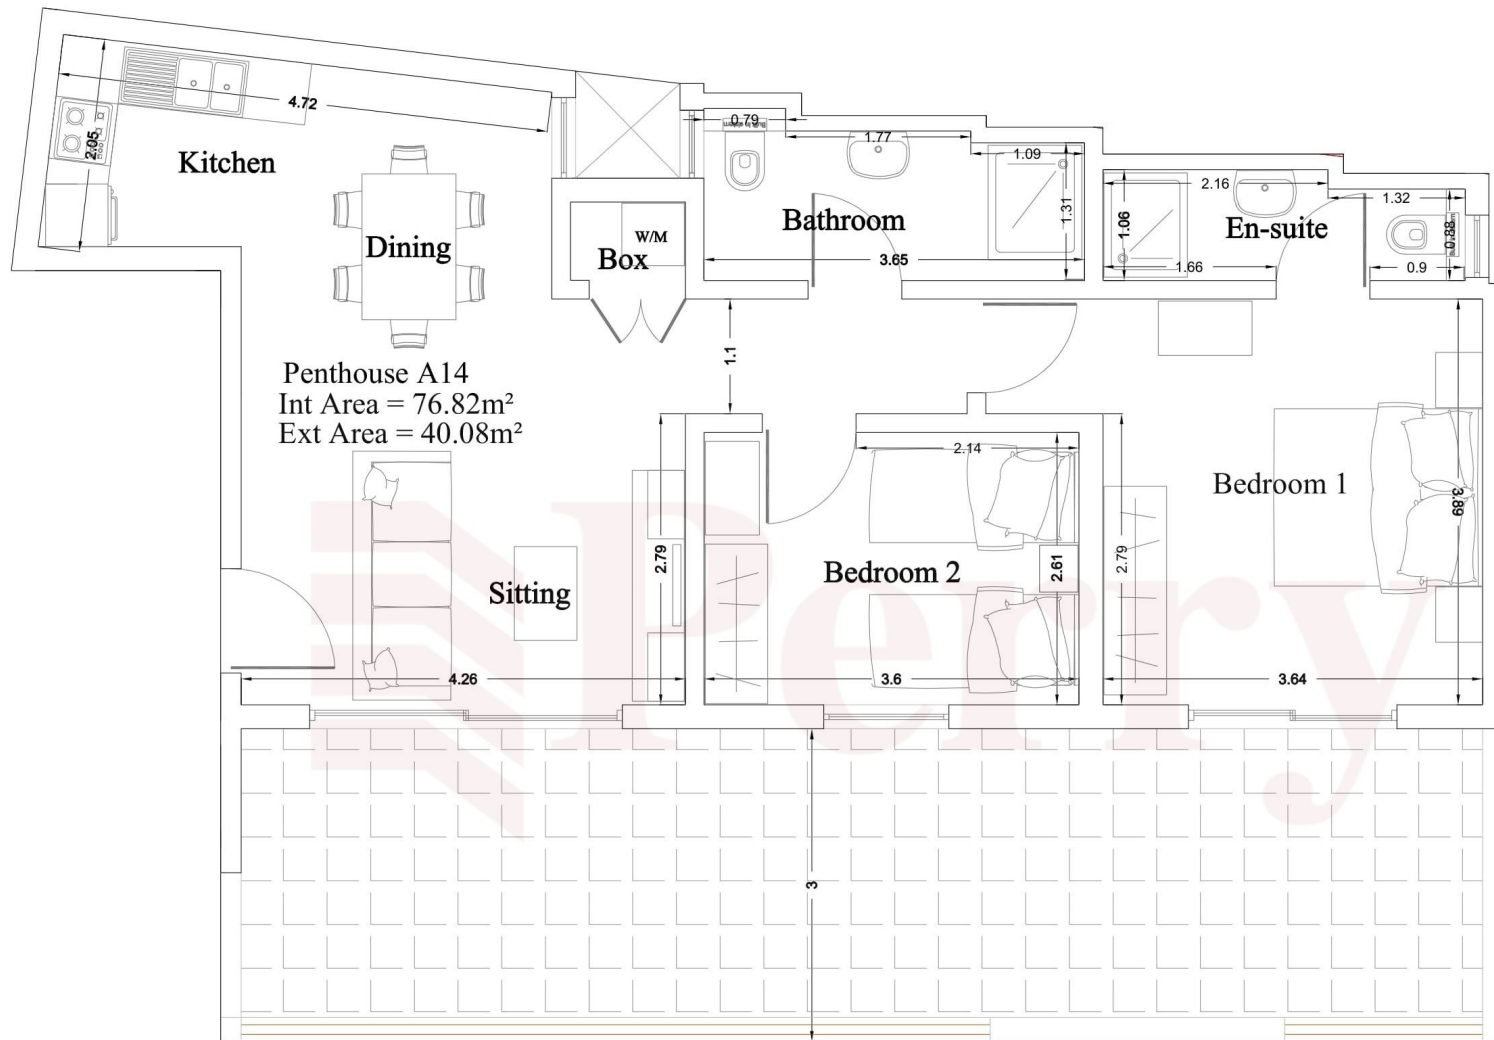 4.72
2.05
Kitchen
0.79
1.77
1.09
2.16
1.32
1.31
1.06
0.88
Bathroom
En-suite
Dining
W/M
Box
3.65
1.66
0.9
1.1
Penthouse A14
Int Area = 76.82m²
Ext Area = 40.08m²
2.14
Bedroom 1
3.89
2.79
2.61
2.79
Bedroom 2
Sitting
Perry
4.26
3.6
3.64
3